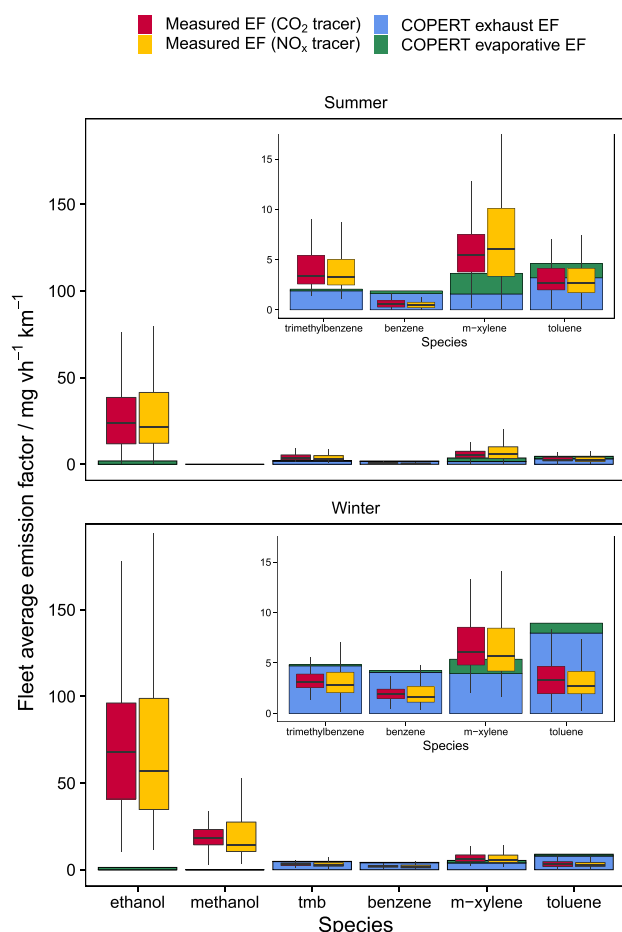 Measured EF (CO₂ tracer) COPERT exhaust EF
Measured EF (NOₓ tracer) COPERT evaporative EF
Summer
Fleet average emission factor / mg vh⁻¹ km⁻¹
150
100
50
0
15
10
5
0
trimethylbenzene benzene m−xylene toluene
Species
Winter
150
100
50
0
15
10
5
0
trimethylbenzene benzene m−xylene toluene
Species
ethanol methanol tmb benzene m−xylene toluene
Species